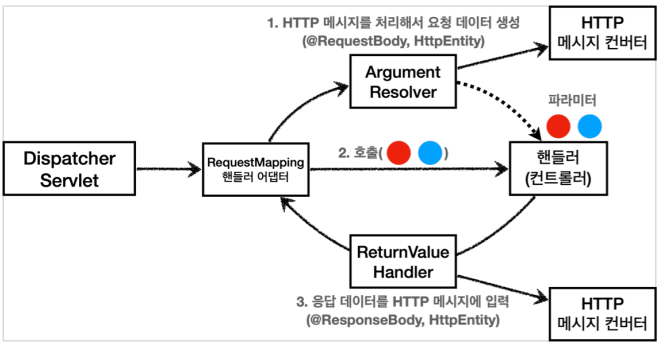 1. HTTP 메시지를 처리해서 요청 데이터 생성
(@RequestBody, HttpEntity)
HTTP
메시지 컨버터
Argument
Resolver
파라미터
Dispatcher
Servlet
RequestMapping
핸들러 어댑터
2. 호출( )
핸들러
(컨트롤러)
ReturnValue
Handler
3. 응답 데이터를 HTTP 메시지에 입력
(@ResponseBody, HttpEntity)
HTTP
메시지 컨버터